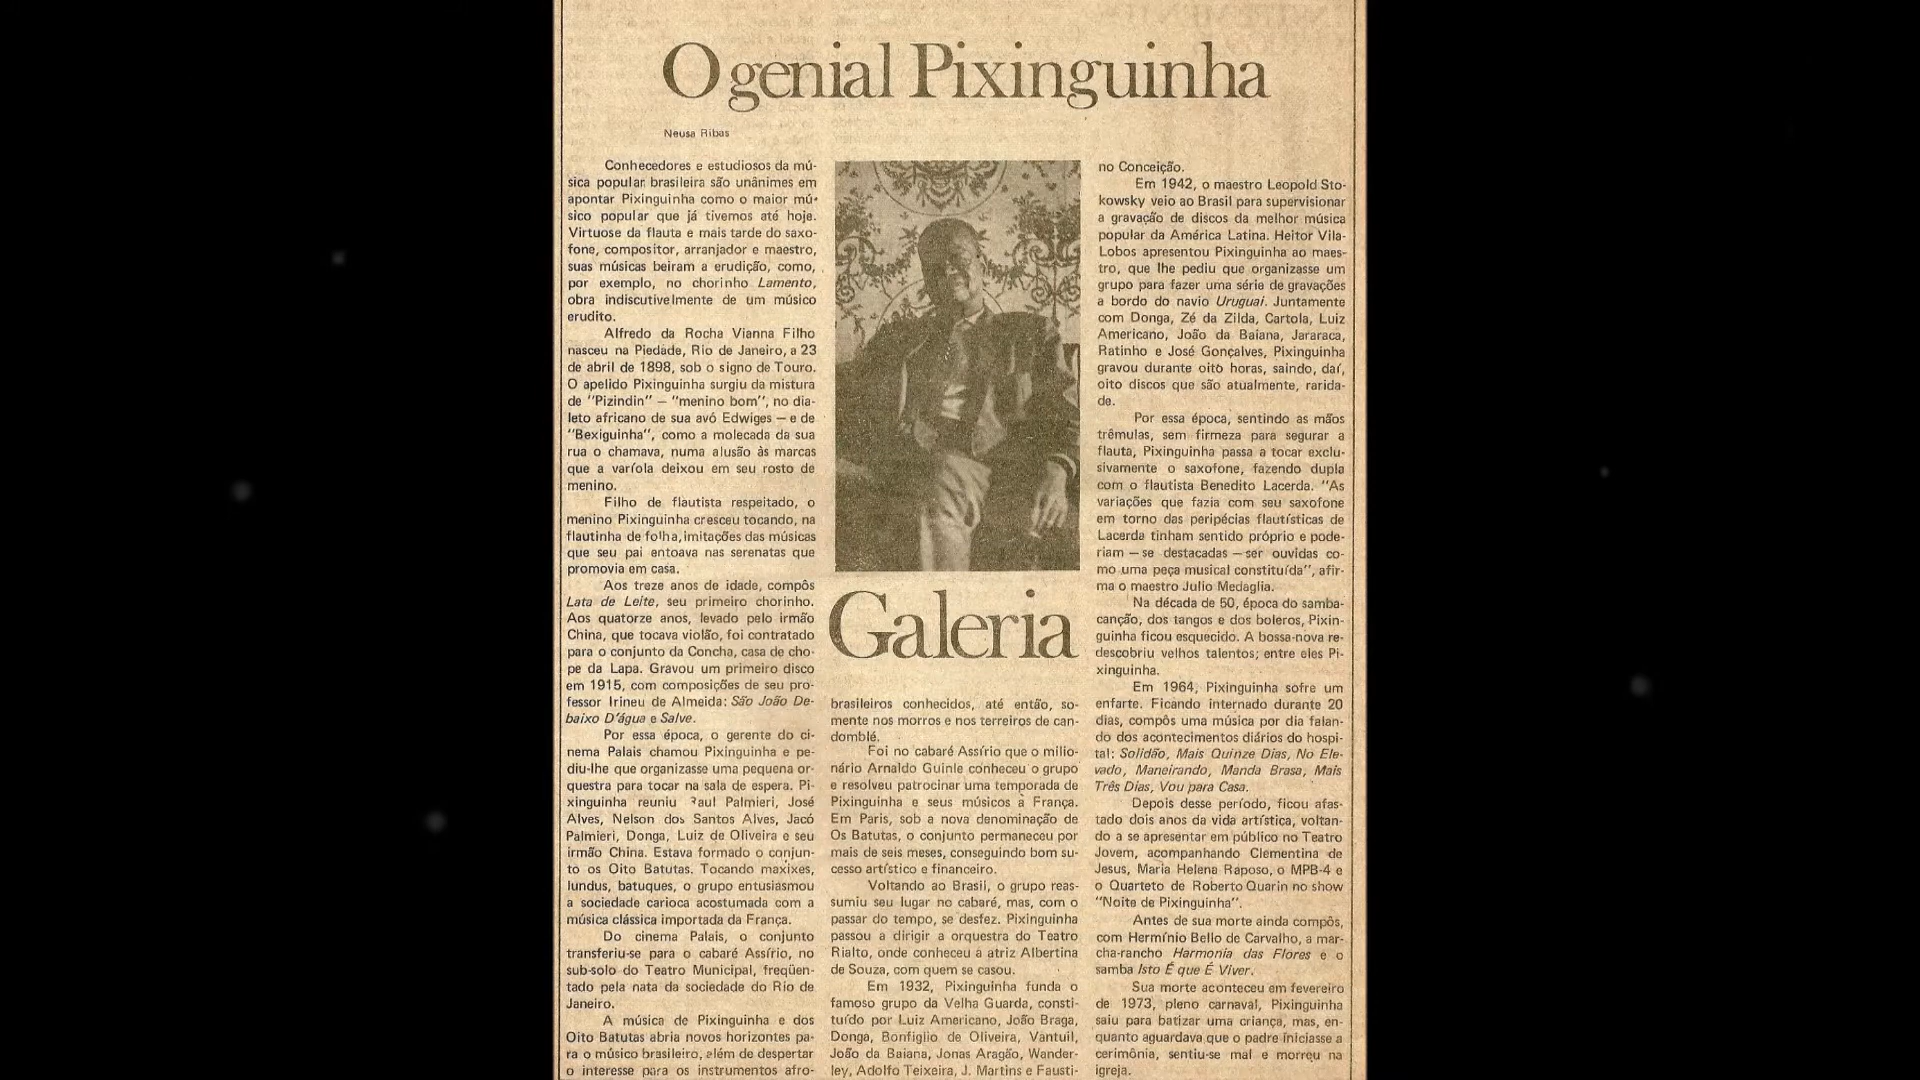 O genial Pixinguinha
Neusa Ribas
Conhecedores e estudiosos da mú-
sica popular brasileira são unânimes em
apontar Pixinguinha como o maior mú-
sico popular que já tivemos até hoje.
Virtuose da flauta e mais tarde do saxo-
fone, compositor, arranjador e maestro,
suas músicas beiram a erudição, como,
por exemplo, no chorinho Lamento,
obra indiscutivelmente de um músico
erudito.
Alfredo da Rocha Vianna Filho
nasceu na Piedade, Rio de Janeiro, a 23
de abril de 1898, sob o signo de Touro.
O apelido Pixinguinha surgiu da mistura
de "Pizindin" — "menino bom", no dia-
leto africano de sua avó Edwiges — e de
"Bexiguinha", como a molecada da sua
rua o chamava, numa alusão às marcas
que a varíola deixou em seu rosto de
menino.
Filho de flautista respeitado, o
menino Pixinguinha cresceu tocando, na
flautinha de folha, imitações das músicas
que seu pai entoava nas serenatas que
promovia em casa.
Aos treze anos de idade, compôs
Lata de Leite, seu primeiro chorinho.
Aos quatorze anos, levado pelo irmão
China, que tocava violão, foi contratado
para o conjunto da Concha, casa de cho-
pe da Lapa. Gravou um primeiro disco
em 1915, com composições de seu pro-
fessor Irineu de Almeida: São João De-
baixo D'água e Salve.
Por essa época, o gerente do ci-
nema Palais chamou Pixinguinha e pe-
diu-lhe que organizasse uma pequena or-
questra para tocar na sala de espera. Pi-
xinguinha reuniu Raul Palmieri, José
Alves, Nelson dos Santos Alves, Jacó
Palmieri, Donga, Luiz de Oliveira e seu
irmão China. Estava formado o conjun-
to os Oito Batutas. Tocando maxixes,
lundus, batuques, o grupo entusiasmou
a sociedade carioca acostumada com a
música clássica importada da França.
Do cinema Palais, o conjunto
transferiu-se para o cabaré Assírio, no
sub-solo do Teatro Municipal, freqüen-
tado pela nata da sociedade do Rio de
Janeiro.
A música de Pixinguinha e dos
Oito Batutas abria novos horizontes pa-
ra o músico brasileiro, além de despertar
o interesse para os instrumentos afro-
Galeria
brasileiros conhecidos, até então, so-
mente nos morros e nos terreiros de can-
domblé.
Foi no cabaré Assírio que o milio-
nário Arnaldo Guinle conheceu o grupo
e resolveu patrocinar uma temporada de
Pixinguinha e seus músicos à França.
Em Paris, sob a nova denominação de
Os Batutas, o conjunto permaneceu por
mais de seis meses, conseguindo bom su-
cesso artístico e financeiro.
Voltando ao Brasil, o grupo reas-
sumiu seu lugar no cabaré, mas, com o
passar do tempo, se desfez. Pixinguinha
passou a dirigir a orquestra do Teatro
Rialto, onde conheceu a atriz Albertina
de Souza, com quem se casou.
Em 1932, Pixinguinha funda o
famoso grupo da Velha Guarda, consti-
tuído por Luiz Americano, João Braga,
Donga, Bonfiglio de Oliveira, Vantuil,
João da Baiana, Jonas Aragão, Wander-
ley, Adolfo Teixeira, J. Martins e Fausti-
no Conceição.
Em 1942, o maestro Leopold Sto-
kowsky veio ao Brasil para supervisionar
a gravação de discos da melhor música
popular da América Latina. Heitor Vila-
Lobos apresentou Pixinguinha ao maes-
tro, que lhe pediu que organizasse um
grupo para fazer uma série de gravações
a bordo do navio Uruguai. Juntamente
com Donga, Zé da Zilda, Cartola, Luiz
Americano, João da Baiana, Jararaca,
Ratinho e José Gonçalves, Pixinguinha
gravou durante oito horas, saindo, daí,
oito discos que são atualmente, rarida-
de.
Por essa época, sentindo as mãos
trêmulas, sem firmeza para segurar a
flauta, Pixinguinha passa a tocar exclu-
sivamente o saxofone, fazendo dupla
com o flautista Benedito Lacerda. "As
variações que fazia com seu saxofone
em torno das peripécias flautísticas de
Lacerda tinham sentido próprio e pode-
riam — se destacadas — ser ouvidas co-
mo uma peça musical constituída", afir-
ma o maestro Julio Medaglia.
Na década de 50, época do samba-
canção, dos tangos e dos boleros, Pixin-
guinha ficou esquecido. A bossa-nova re-
descobriu velhos talentos; entre eles Pi-
xinguinha.
Em 1964, Pixinguinha sofre um
enfarte. Ficando internado durante 20
dias, compôs uma música por dia falan-
do dos acontecimentos diários do hospi-
tal: Solidão, Mais Quinze Dias, No Ele-
vado, Maneirando, Manda Brasa, Mais
Três Dias, Vou para Casa.
Depois desse período, ficou afas-
tado dois anos da vida artística, voltan-
do a se apresentar em público no Teatro
Jovem, acompanhando Clementina de
Jesus, Maria Helena Raposo, o MPB-4 e
o Quarteto de Roberto Quarin no show
"Noite de Pixinguinha".
Antes de sua morte ainda compôs,
com Hermínio Bello de Carvalho, a mar-
cha-rancho Harmonia das Flores e o
samba Isto É que É Viver.
Sua morte aconteceu em fevereiro
de 1973, pleno carnaval, Pixinguinha
saiu para batizar uma criança, mas, en-
quanto aguardava que o padre iniciasse a
cerimônia, sentiu-se mal e morreu na
igreja.